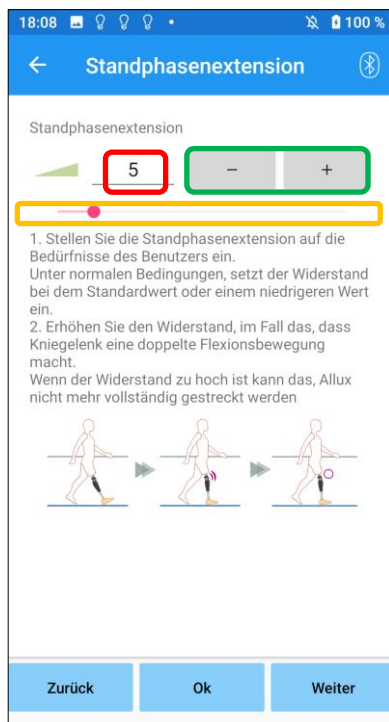 18:08 100 %
Standphasenextension
Standphasenextension
5 − +
1. Stellen Sie die Standphasenextension auf die
Bedürfnisse des Benutzers ein.
Unter normalen Bedingungen, setzt der Widerstand
bei dem Standardwert oder einem niedrigeren Wert
ein.
2. Erhöhen Sie den Widerstand, im Fall das, dass
Kniegelenk eine doppelte Flexionsbewegung
macht.
Wenn der Widerstand zu hoch ist kann das, Allux
nicht mehr vollständig gestreckt werden
Zurück Ok Weiter